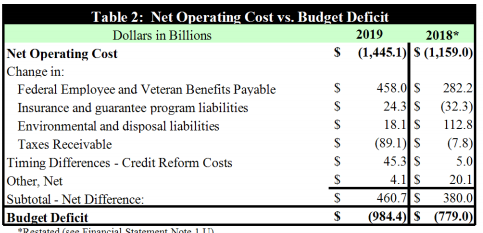 Table 2: Net Operating Cost vs. Budget Deficit
Dollars in Billions 2019 2018*
Net Operating Cost $ (1,445.1) $ (1,159.0)
Change in:
Federal Employee and Veteran Benefits Payable $ 458.0 $ 282.2
Insurance and guarantee program liabilities $ 24.3 $ (32.3)
Environmental and disposal liabilities $ 18.1 $ 112.8
Taxes Receivable $ (89.1) $ (7.8)
Timing Differences - Credit Reform Costs $ 45.3 $ 5.0
Other, Net $ 4.1 $ 20.1
Subtotal - Net Difference: $ 460.7 $ 380.0
Budget Deficit $ (984.4) $ (779.0)
*Restated (see Financial Statement Note 1.U)